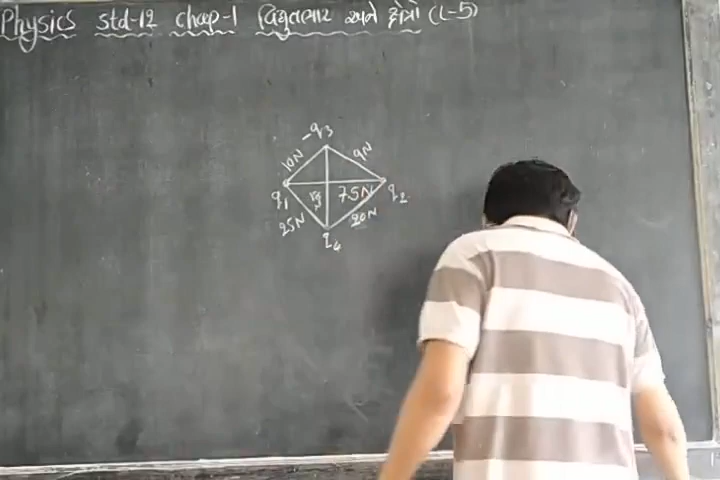 Physics std-12 chap-1 વિદ્યુતભાર અને ક્ષેત્રો (L-5)
-q3
10N 9N
q1 75N q2
25N 20N
q4